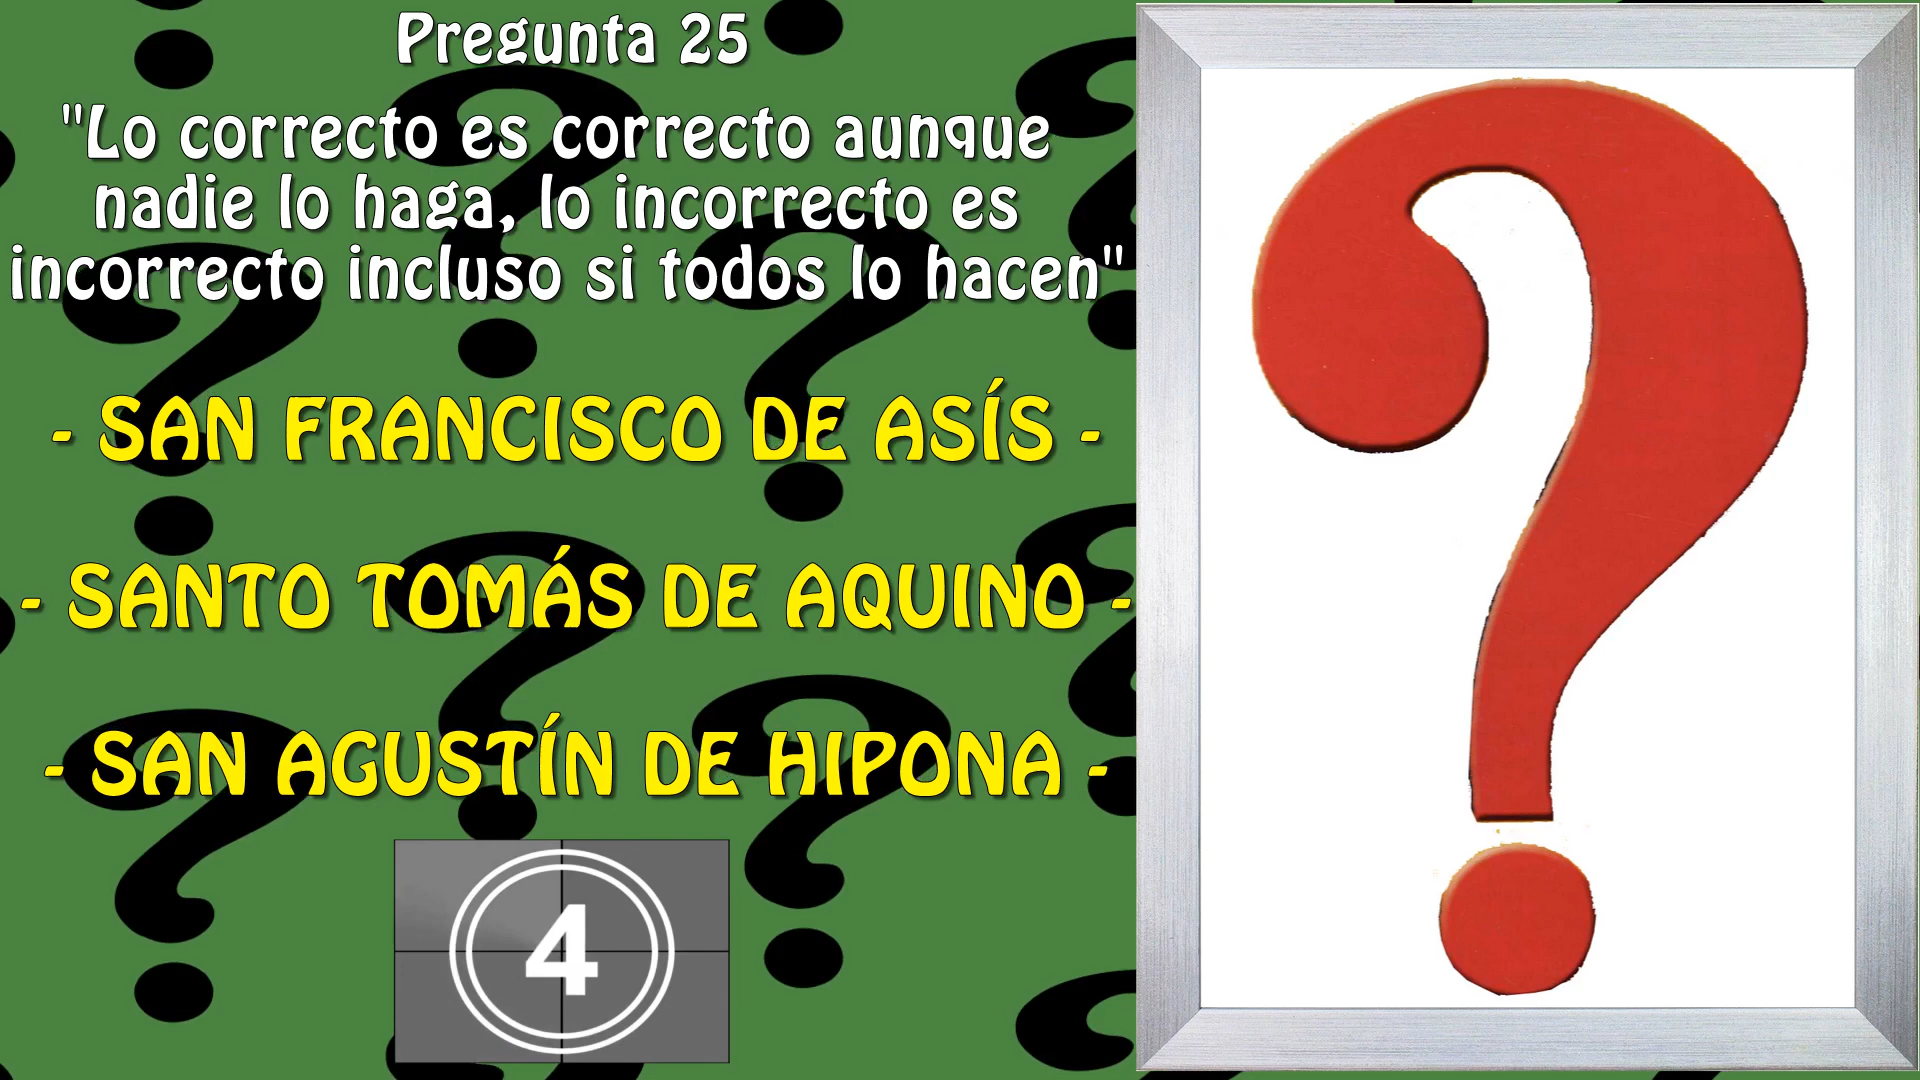 Pregunta 25
"Lo correcto es correcto aunque
nadie lo haga, lo incorrecto es
incorrecto incluso si todos lo hacen"
- SAN FRANCISCO DE ASÍS -
- SANTO TOMÁS DE AQUINO -
- SAN AGUSTÍN DE HIPONA -
4